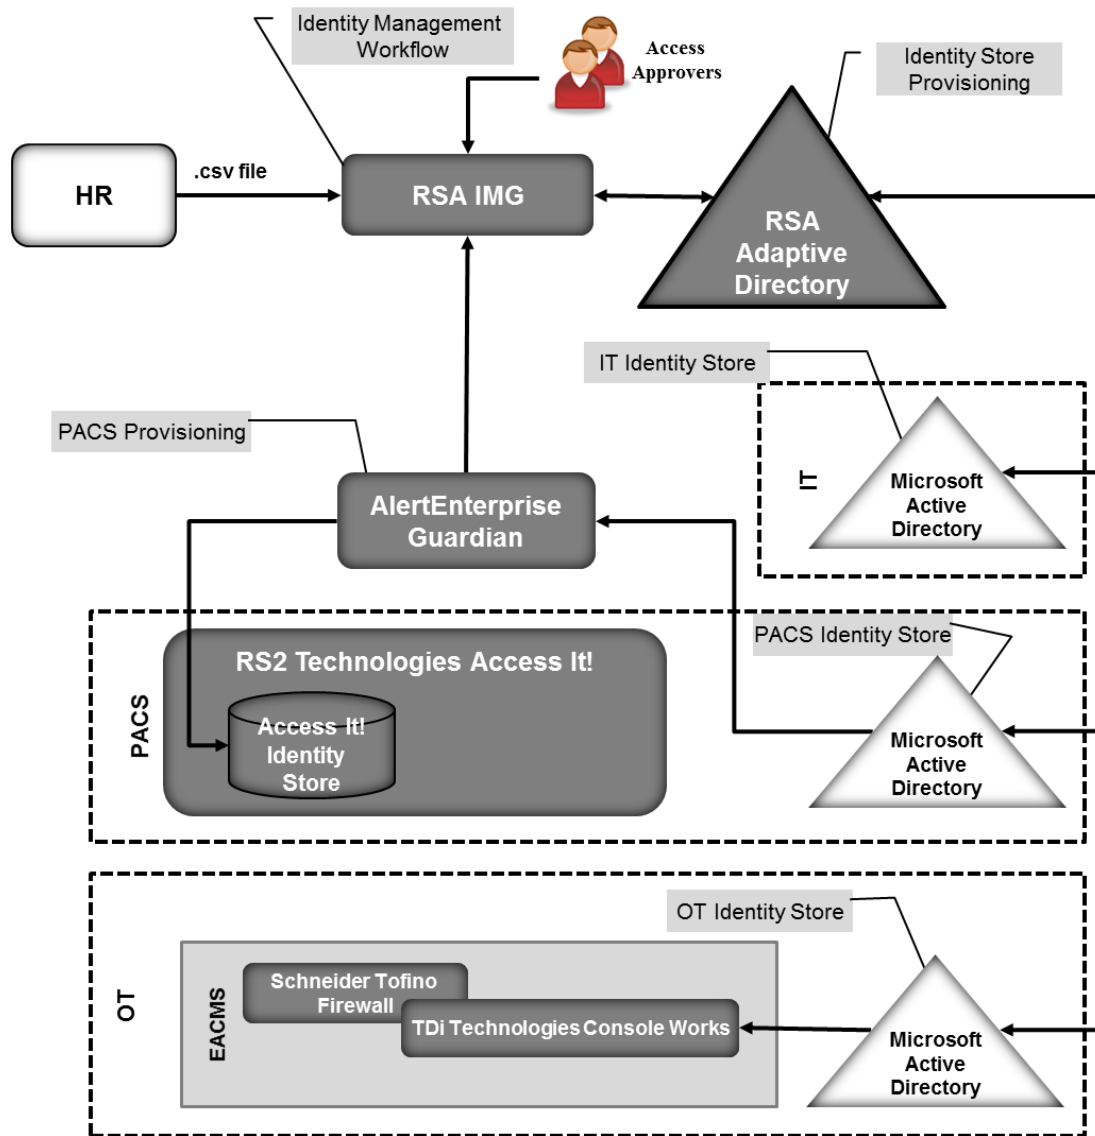 Identity Management
Workflow
Access
Approvers
Identity Store
Provisioning
HR
.csv file
RSA IMG
RSA
Adaptive
Directory
IT Identity Store
PACS Provisioning
AlertEnterprise
Guardian
IT
Microsoft
Active
Directory
PACS
RS2 Technologies Access It!
Access It!
Identity
Store
PACS Identity Store
Microsoft
Active
Directory
OT
EACMS
Schneider Tofino
Firewall
TDi Technologies Console Works
OT Identity Store
Microsoft
Active
Directory